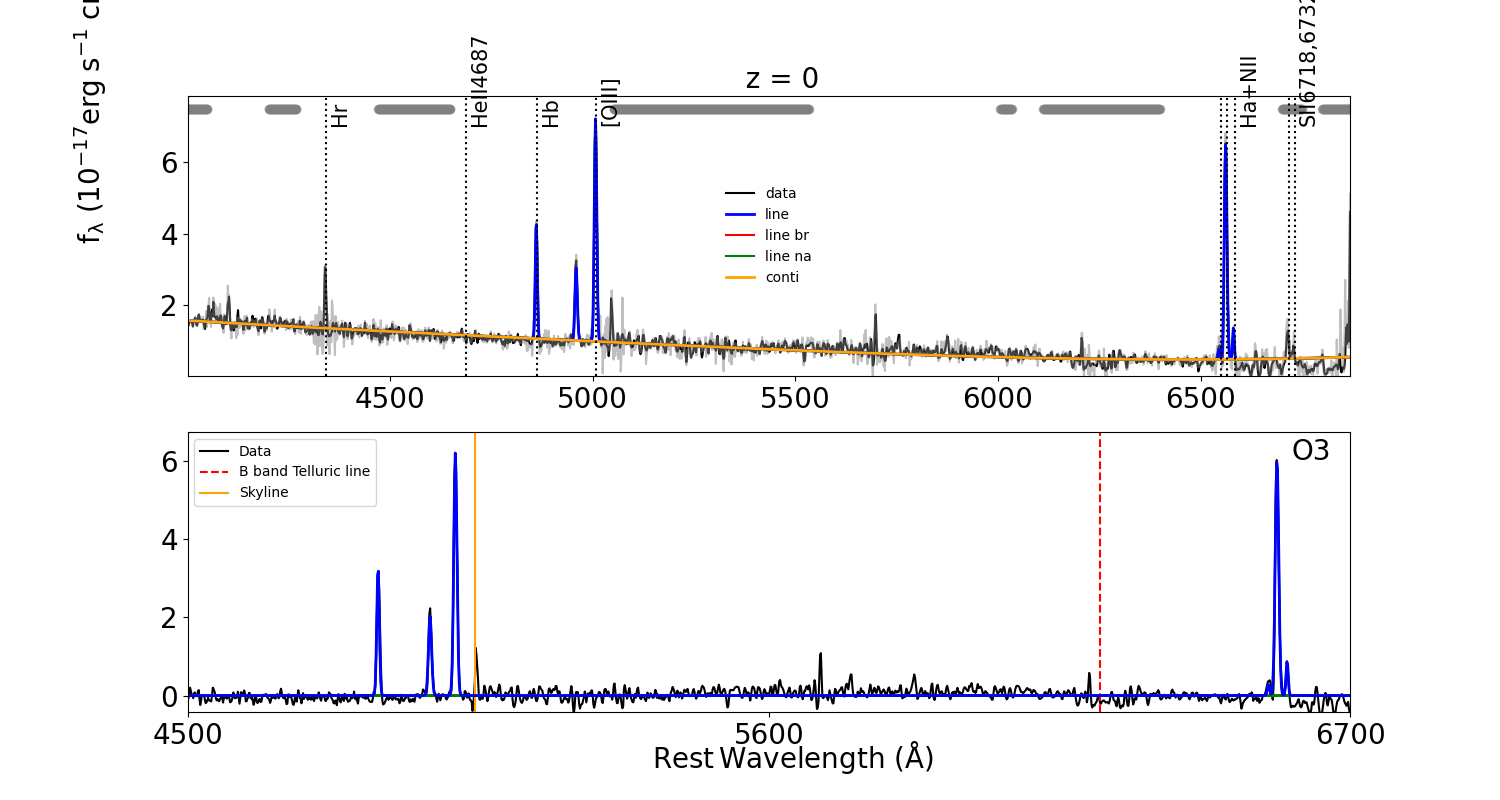 z = 0
Hr
HeII4687
Hb
[OIII]
Ha+NII
SII6718,6732
f_λ (10^−17 erg s^−1
6
4
2
data
line
line br
line na
conti
4500 5000 5500 6000 6500
Data
B band Telluric line
Skyline
O3
6
4
2
0
4500 5600 6700
Rest Wavelength (Å)